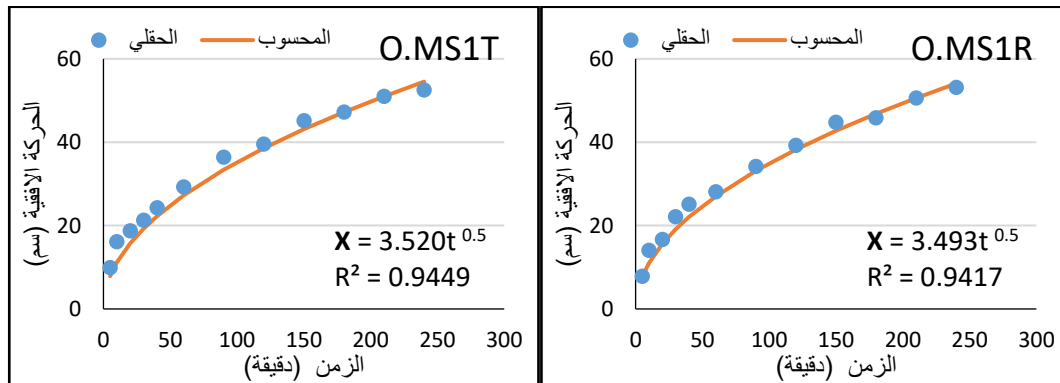 الحقلي المحسوب O.MS1T
60
40
20
0
0 50 100 150 200 250 300
الحركة الافقية (سم)
الزمن (دقيقة)
X = 3.520t 0.5
R² = 0.9449
الحقلي المحسوب O.MS1R
60
40
20
0
0 50 100 150 200 250 300
الحركة الافقية (سم)
الزمن (دقيقة)
X = 3.493t 0.5
R² = 0.9417